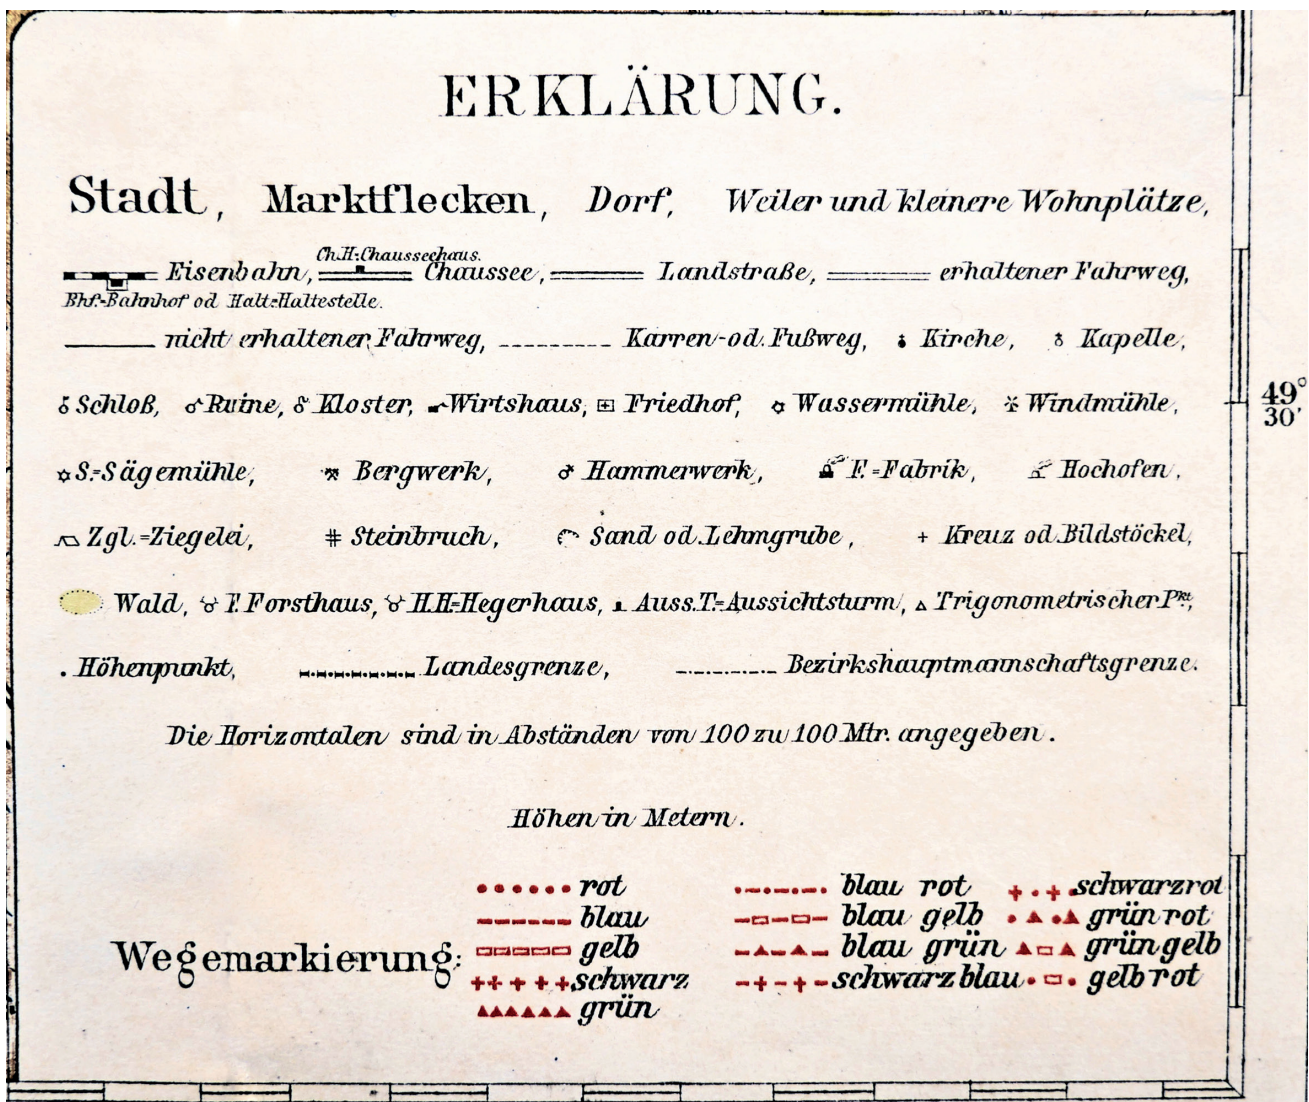 ERKLÄRUNG.
Stadt, Marktflecken, Dorf, Weiler und kleinere Wohnplätze,
Ch.H.-Chausseehaus.
Eisenbahn, Chaussee, Landstraße, erhaltener Fahrweg,
Bhf.-Bahnhof od Halt=Haltestelle.
nicht erhaltener Fahrweg, Karren-od. Fußweg, Kirche, Kapelle,
49°
30'
Schloß, Ruine, Kloster, Wirtshaus, Friedhof, Wassermühle, Windmühle,
S.=Sägemühle, Bergwerk, Hammerwerk, F.=Fabrik, Hochofen,
Zgl.=Ziegelei, Steinbruch, Sand od. Lehmgrube, Kreuz od. Bildstöckel,
Wald, F. Forsthaus, H.H=Hegerhaus, Auss.T.=Aussichtsturm, Trigonometrischer Pkt,
Höhenpunkt, Landesgrenze, Bezirkshauptmannschaftsgrenze.
Die Horizontalen sind in Abständen von 100 zu 100 Mtr. angegeben.
Höhen in Metern.
Wegemarkierung:
rot blau rot schwarzrot
blau blau gelb grün rot
gelb blau grün grün gelb
schwarz schwarz blau gelb rot
grün